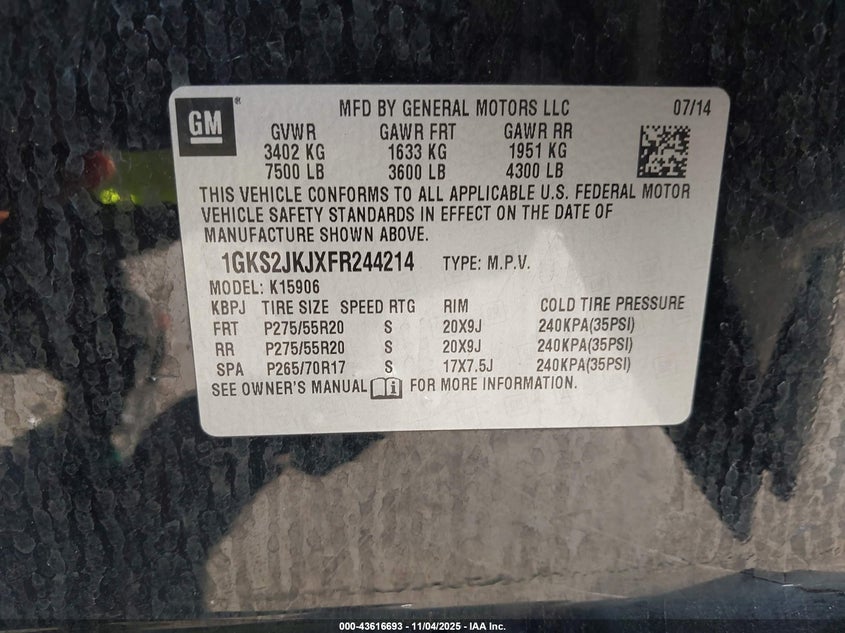 GM®
MFD BY GENERAL MOTORS LLC 07/14
GVWR GAWR FRT GAWR RR
3402 KG 1633 KG 1951 KG
7500 LB 3600 LB 4300 LB
THIS VEHICLE CONFORMS TO ALL APPLICABLE U.S. FEDERAL MOTOR
VEHICLE SAFETY STANDARDS IN EFFECT ON THE DATE OF
MANUFACTURE SHOWN ABOVE.
1GKS2JKJXFR244214 TYPE: M.P.V.
MODEL: K15906
KBPJ TIRE SIZE SPEED RTG RIM COLD TIRE PRESSURE
FRT P275/55R20 S 20X9J 240KPA(35PSI)
RR P275/55R20 S 20X9J 240KPA(35PSI)
SPA P265/70R17 S 17X7.5J 240KPA(35PSI)
SEE OWNER'S MANUAL FOR MORE INFORMATION.
000-43616693 - 11/04/2025 - IAA Inc.